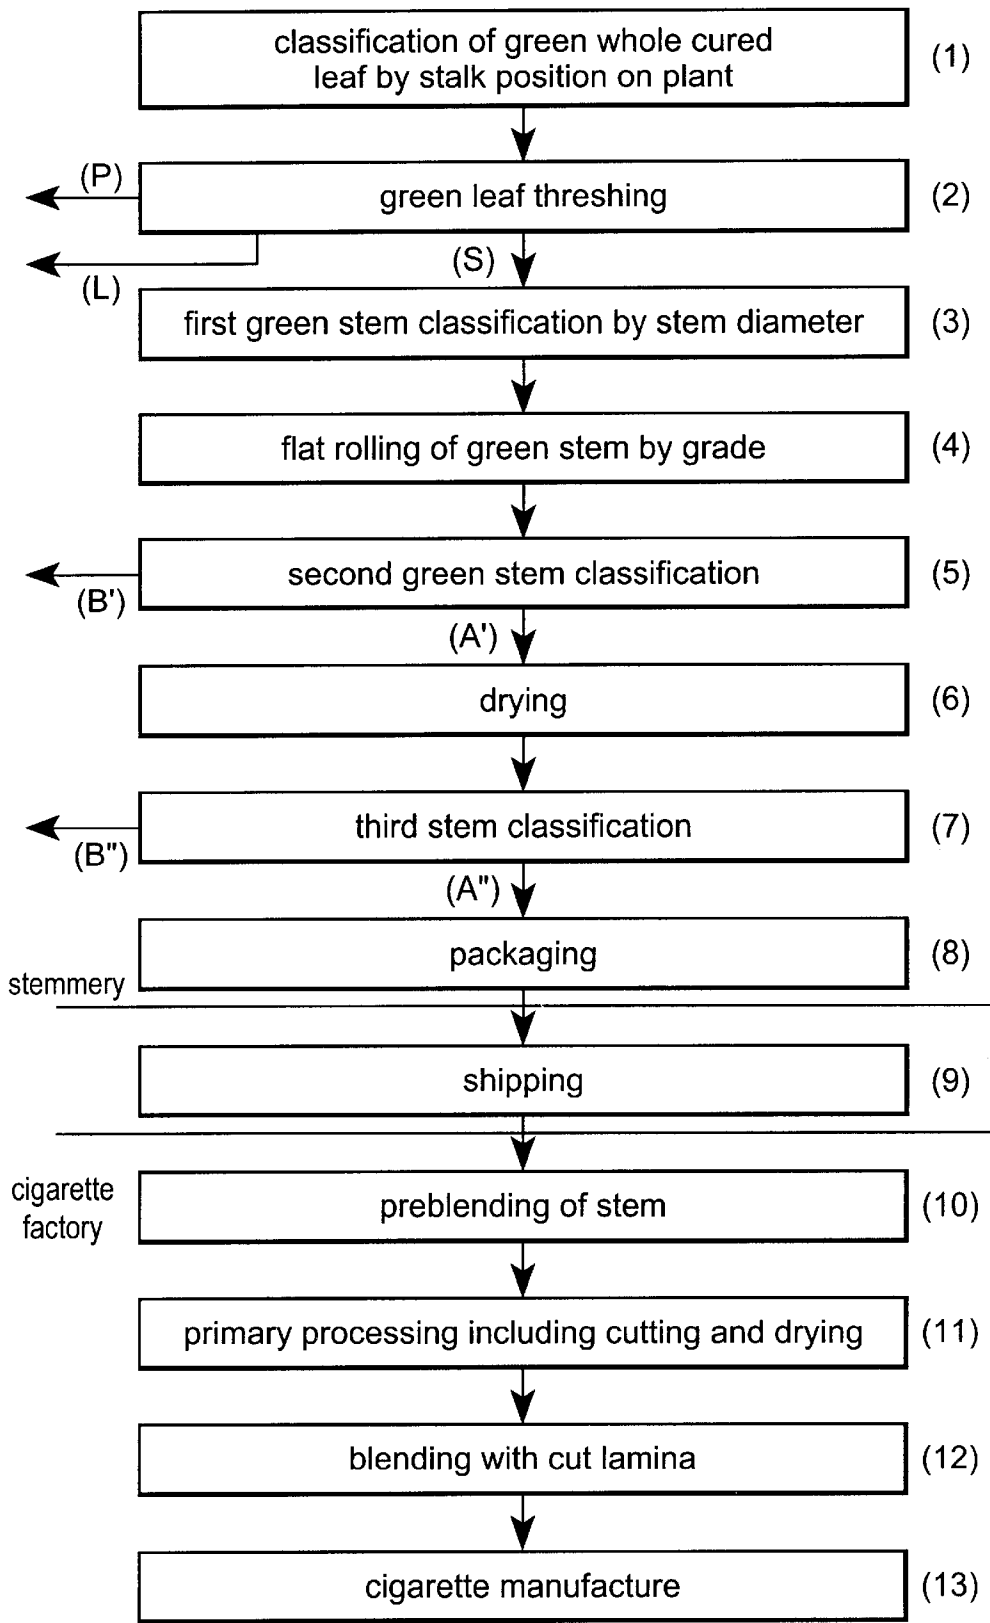 classification of green whole cured
leaf by stalk position on plant
(1)
(P)
green leaf threshing
(2)
(L)
(S)
first green stem classification by stem diameter
(3)
flat rolling of green stem by grade
(4)
second green stem classification
(5)
(B')
(A')
drying
(6)
third stem classification
(7)
(B")
(A")
packaging
(8)
stemmery
shipping
(9)
cigarette
factory
preblending of stem
(10)
primary processing including cutting and drying
(11)
blending with cut lamina
(12)
cigarette manufacture
(13)